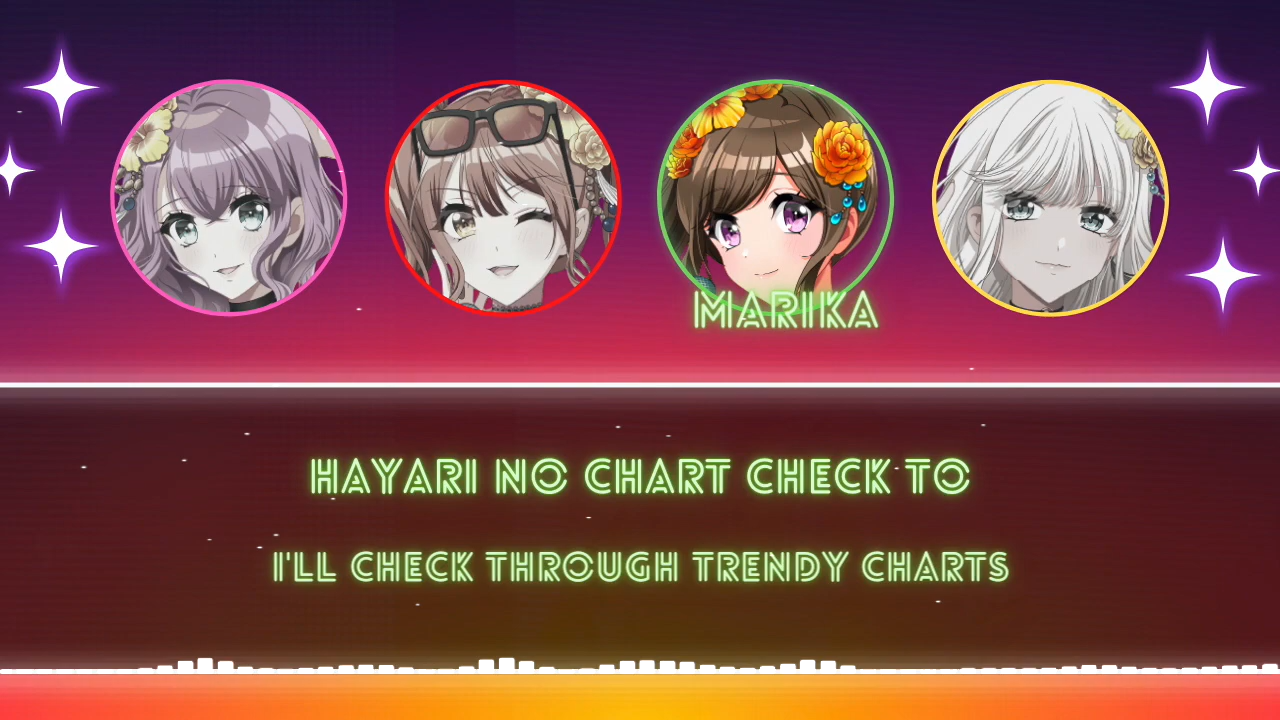 MARIKA
HAYARI NO CHART CHECK TO
I'LL CHECK THROUGH TRENDY CHARTS